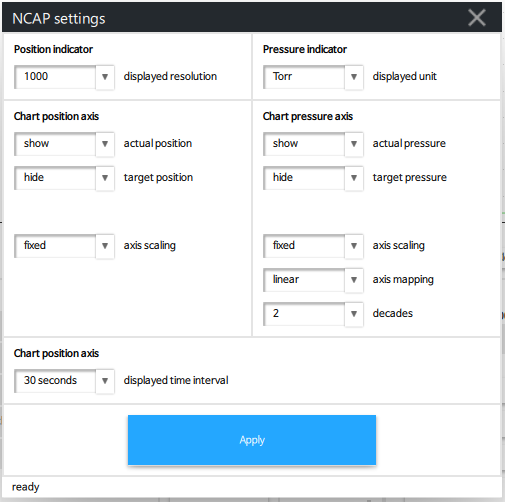 NCAP settings
Position indicator
1000 displayed resolution
Pressure indicator
Torr displayed unit
Chart position axis
show actual position
hide target position
fixed axis scaling
Chart pressure axis
show actual pressure
hide target pressure
fixed axis scaling
linear axis mapping
2 decades
Chart position axis
30 seconds displayed time interval
Apply
ready